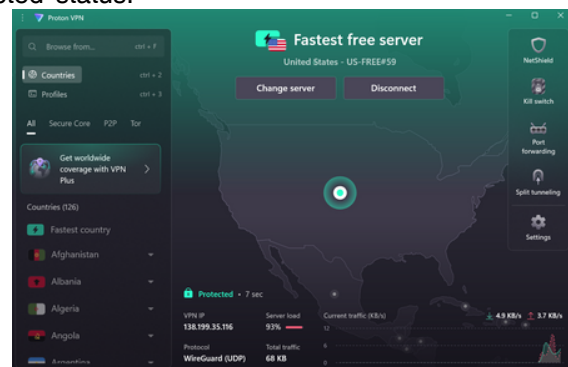 Proton VPN
Browse from... ctrl + F
Countries ctrl + 2
Profiles ctrl + 3
All Secure Core P2P Tor
Get worldwide
coverage with VPN
Plus
Countries (126)
Fastest country
Afghanistan
Albania
Algeria
Angola
Argentina
Fastest free server
United States - US-FREE#59
Change server Disconnect
Protected • 7 sec
VPN IP Server load Current traffic (KB/s) 4.9 KB/s 3.7 KB/s
138.199.35.116 93% 12
Protocol Total traffic 6
WireGuard (UDP) 68 KB 0
NetShield
Kill switch
Port
forwarding
Split tunneling
Settings